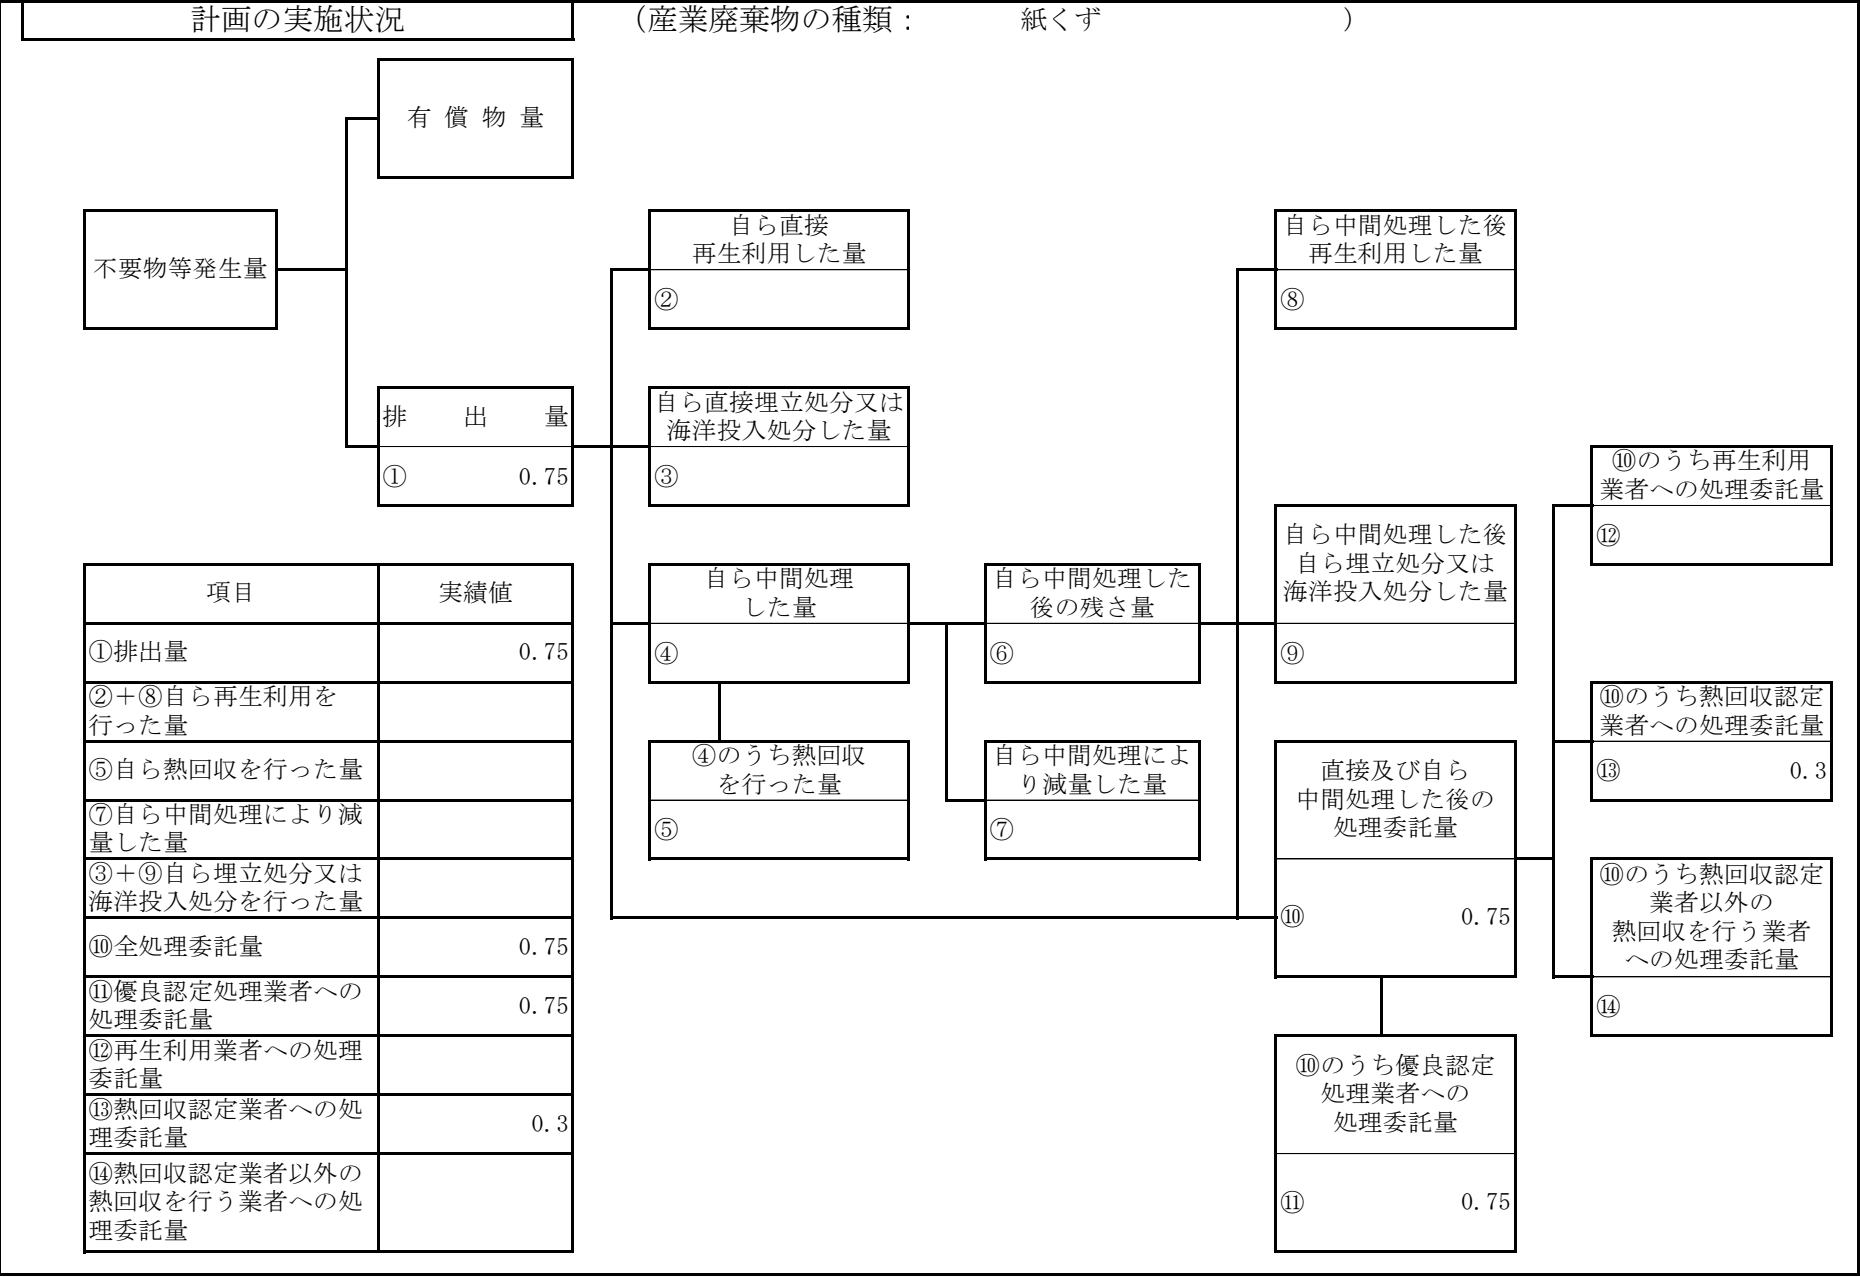 計画の実施状況
(産業廃棄物の種類: 紙くず )
有償物量
不要物等発生量
排出量
① 0.75
自ら直接
再生利用した量
②
自ら直接埋立処分又は
海洋投入処分した量
③
自ら中間処理
した量
④
④のうち熱回収
を行った量
⑤
自ら中間処理した
後の残さ量
⑥
自ら中間処理によ
り減量した量
⑦
自ら中間処理した後
再生利用した量
⑧
自ら中間処理した後
自ら埋立処分又は
海洋投入処分した量
⑨
直接及び自ら
中間処理した後の
処理委託量
⑩ 0.75
⑩のうち優良認定
処理業者への
処理委託量
⑪ 0.75
⑩のうち再生利用
業者への処理委託量
⑫
⑩のうち熱回収認定
業者への処理委託量
⑬ 0.3
⑩のうち熱回収認定
業者以外の
熱回収を行う業者
への処理委託量
⑭
項目 実績値
①排出量 0.75
②+⑧自ら再生利用を
行った量
⑤自ら熱回収を行った量
⑦自ら中間処理により減
量した量
③+⑨自ら埋立処分又は
海洋投入処分を行った量
⑩全処理委託量 0.75
⑪優良認定処理業者への
処理委託量 0.75
⑫再生利用業者への処理
委託量
⑬熱回収認定業者への処
理委託量 0.3
⑭熱回収認定業者以外の
熱回収を行う業者への処
理委託量